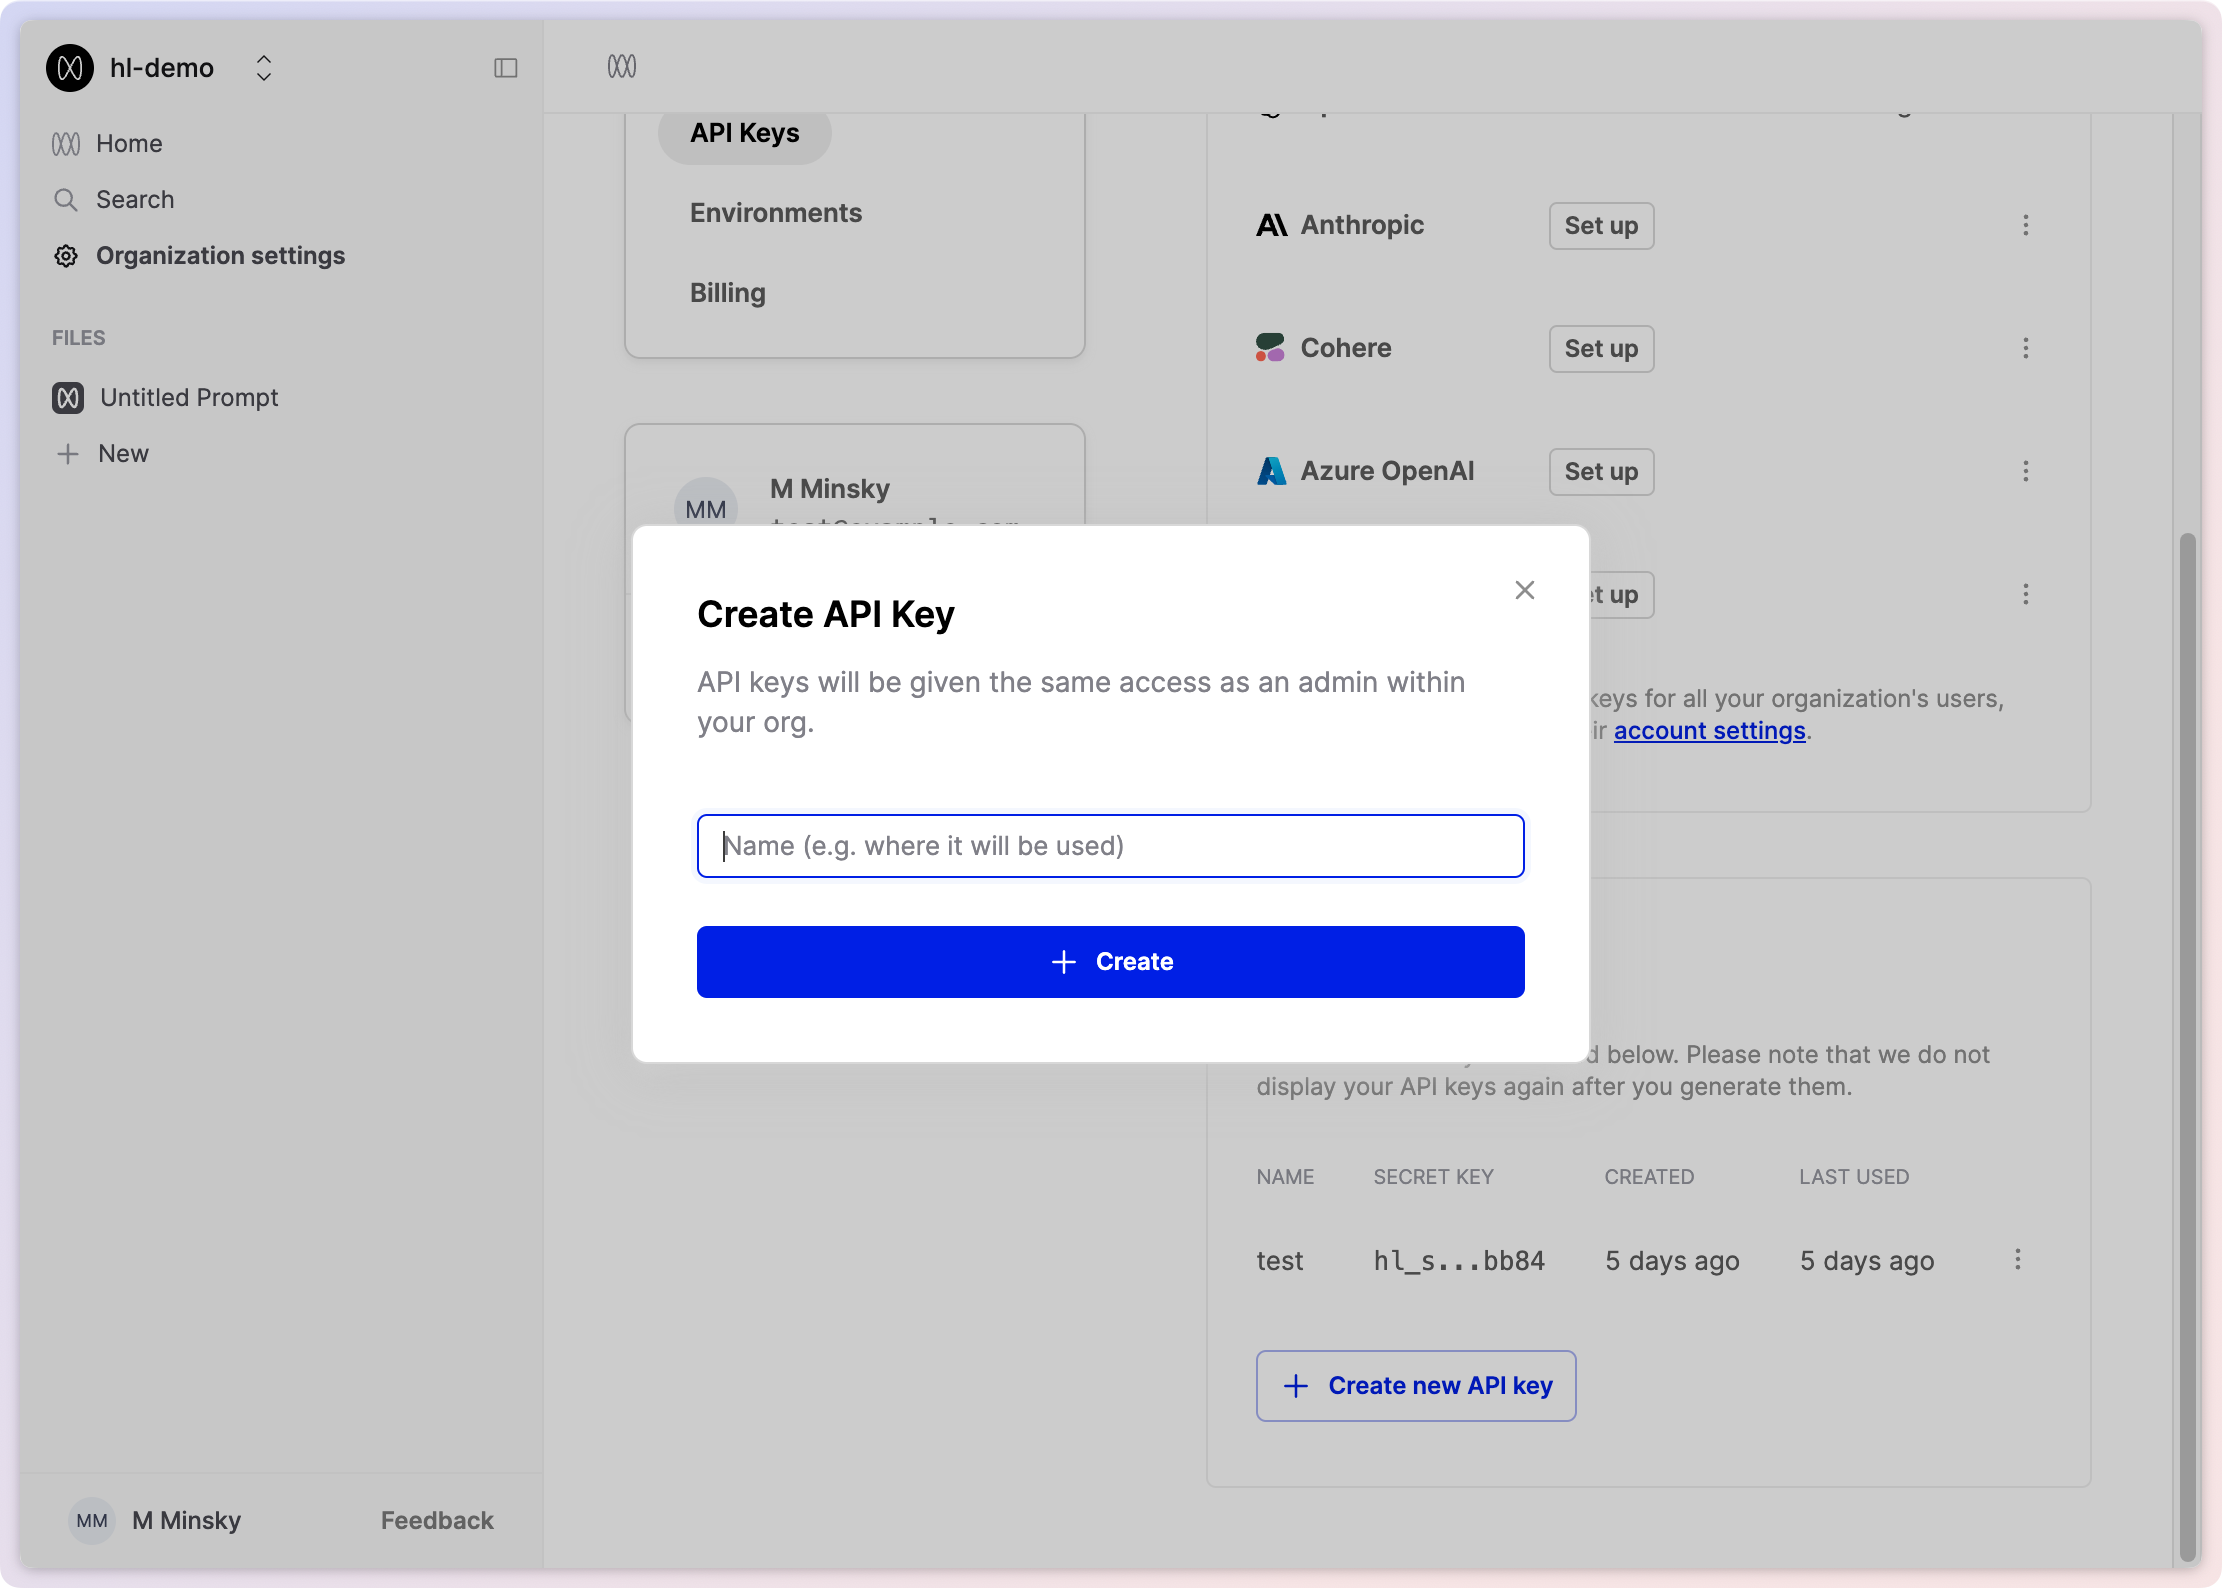 hl-demo
Home
Search
Organization settings
FILES
Untitled Prompt
New
MM M Minsky
Feedback
API Keys
Environments
Billing
MM
M Minsky
Anthropic Set up
Cohere Set up
Azure OpenAI Set up
up
keys for all your organization's users,
account settings.
Create API Key
API keys will be given the same access as an admin within
your org.
Name (e.g. where it will be used)
Create
below. Please note that we do not
display your API keys again after you generate them.
NAME SECRET KEY CREATED LAST USED
test hl_s...bb84 5 days ago 5 days ago
Create new API key